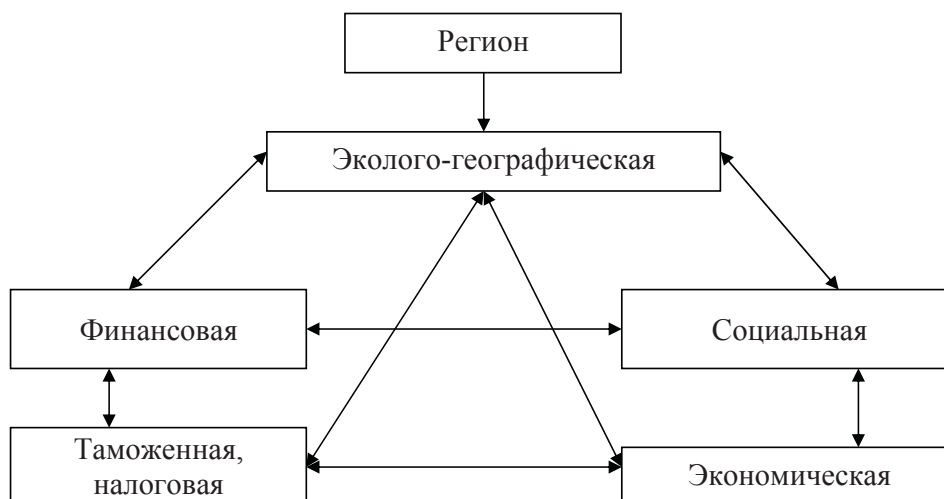 Регион
Эколого-географическая
Финансовая
Социальная
Таможенная,
налоговая
Экономическая